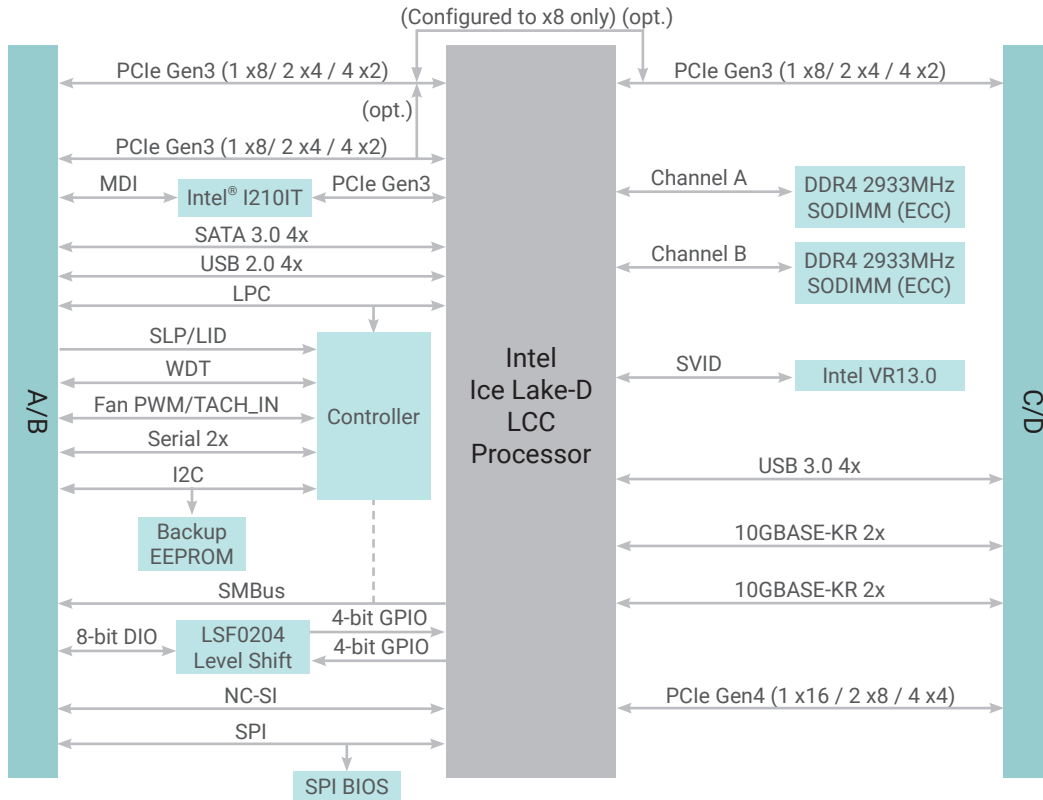 (Configured to x8 only) (opt.)
PCIe Gen3 (1 x8/ 2 x4 / 4 x2)
(opt.)
PCIe Gen3 (1 x8/ 2 x4 / 4 x2)
MDI
Intel® I210IT
PCIe Gen3
SATA 3.0 4x
USB 2.0 4x
LPC
SLP/LID
WDT
Fan PWM/TACH_IN
Serial 2x
I2C
Controller
Backup
EEPROM
SMBus
8-bit DIO
LSF0204
Level Shift
4-bit GPIO
4-bit GPIO
NC-SI
SPI
SPI BIOS
A/B
Intel
Ice Lake-D
LCC
Processor
PCIe Gen3 (1 x8/ 2 x4 / 4 x2)
Channel A
DDR4 2933MHz
SODIMM (ECC)
Channel B
DDR4 2933MHz
SODIMM (ECC)
SVID
Intel VR13.0
USB 3.0 4x
10GBASE-KR 2x
10GBASE-KR 2x
PCIe Gen4 (1 x16 / 2 x8 / 4 x4)
C/D